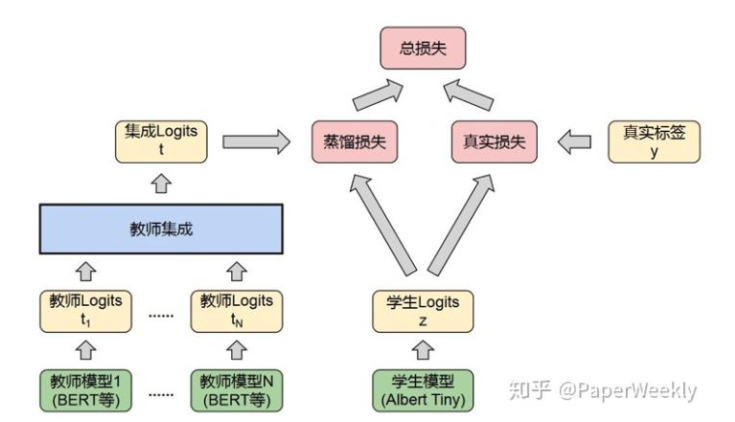 总损失
集成Logits
t
蒸馏损失
真实损失
真实标签
y
教师集成
教师Logits
t₁
......
教师Logits
tN
学生Logits
z
教师模型1
(BERT等)
......
教师模型N
(BERT等)
学生模型
(Albert Tiny)
知乎 @PaperWeekly